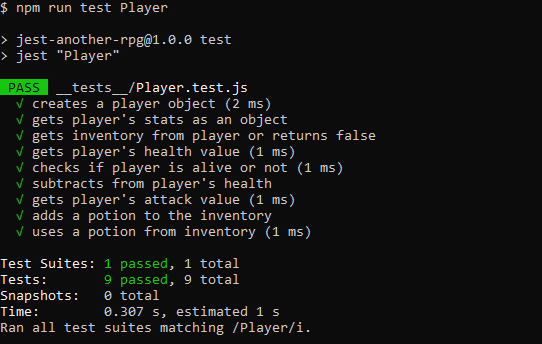 $ npm run test Player
> jest-another-rpg@1.0.0 test
> jest "Player"
PASS __tests__/Player.test.js
√ creates a player object (2 ms)
√ gets player's stats as an object
√ gets inventory from player or returns false
√ gets player's health value (1 ms)
√ checks if player is alive or not (1 ms)
√ subtracts from player's health
√ gets player's attack value (1 ms)
√ adds a potion to the inventory
√ uses a potion from inventory (1 ms)
Test Suites: 1 passed, 1 total
Tests: 9 passed, 9 total
Snapshots: 0 total
Time: 0.307 s, estimated 1 s
Ran all test suites matching /Player/i.